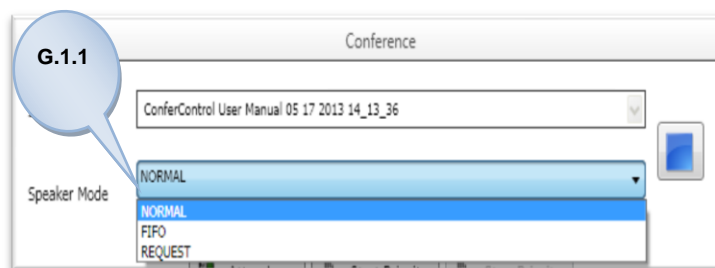 Conference
G.1.1
ConferControl User Manual 05 17 2013 14_13_36
Speaker Mode
NORMAL
NORMAL
FIFO
REQUEST